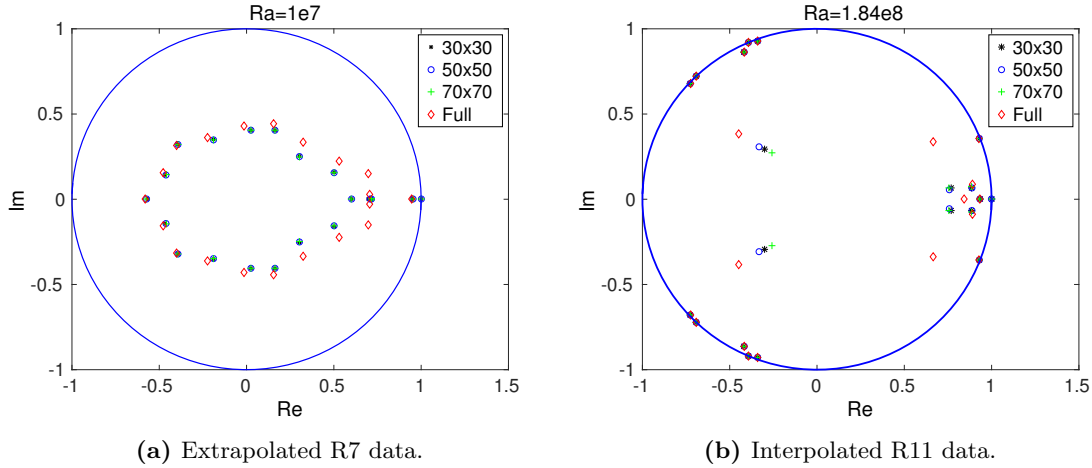 Ra=1e7
1
0.5
0
-0.5
-1
-1
-0.5
0
0.5
1
1.5
Im
Re
30x30
50x50
70x70
Full
(a) Extrapolated R7 data.
Ra=1.84e8
1
0.5
0
-0.5
-1
-1
-0.5
0
0.5
1
1.5
Im
Re
30x30
50x50
70x70
Full
(b) Interpolated R11 data.